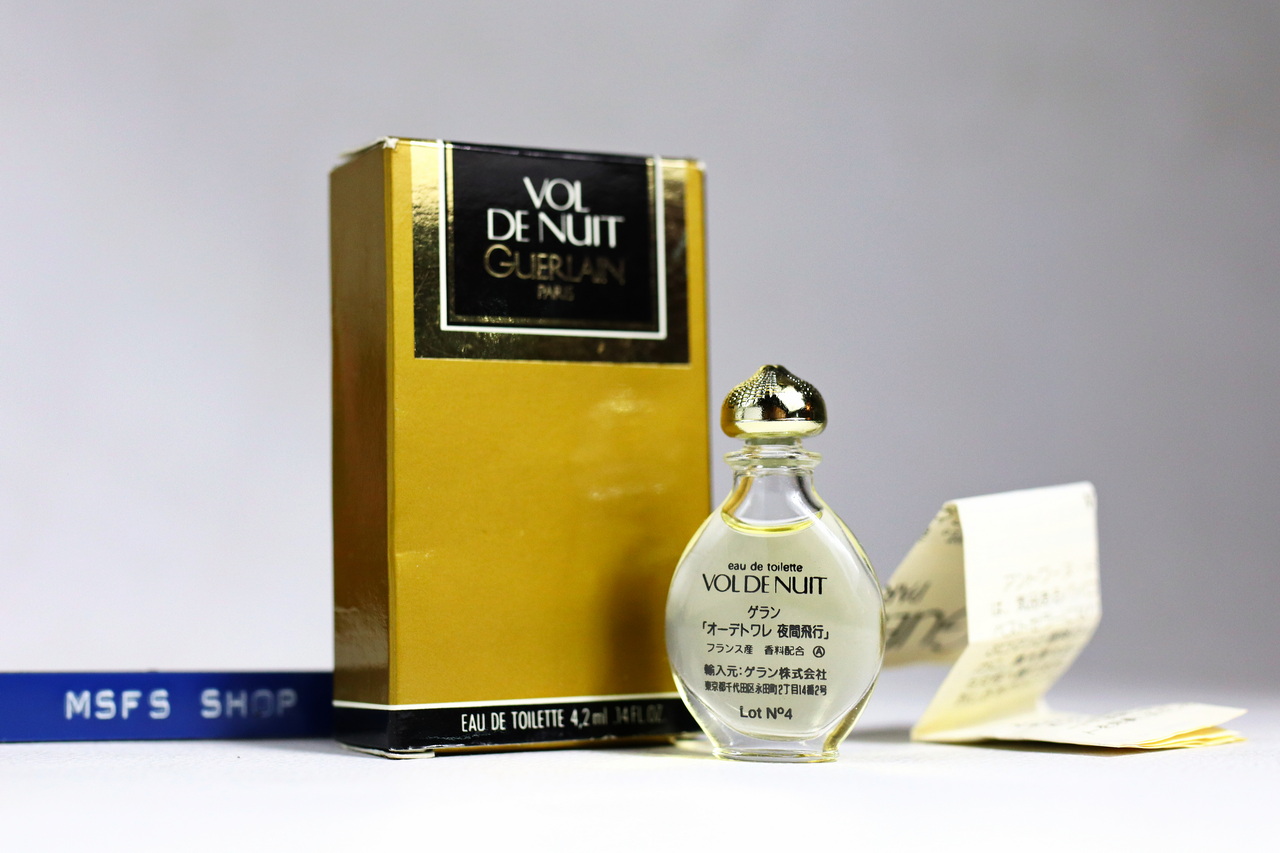 VOL
DE NUIT
GUERLAIN
PARIS
EAU DE TOILETTE 4,2 ml .14 FL.OZ.
MSFS SHOP
eau de toilette
VOL DE NUIT
ゲラン
「オーデトワレ 夜間飛行」
フランス産 香料配合 Ⓐ
輸入元:ゲラン株式会社
東京都千代田区永田町2丁目14番2号
Lot Nº4